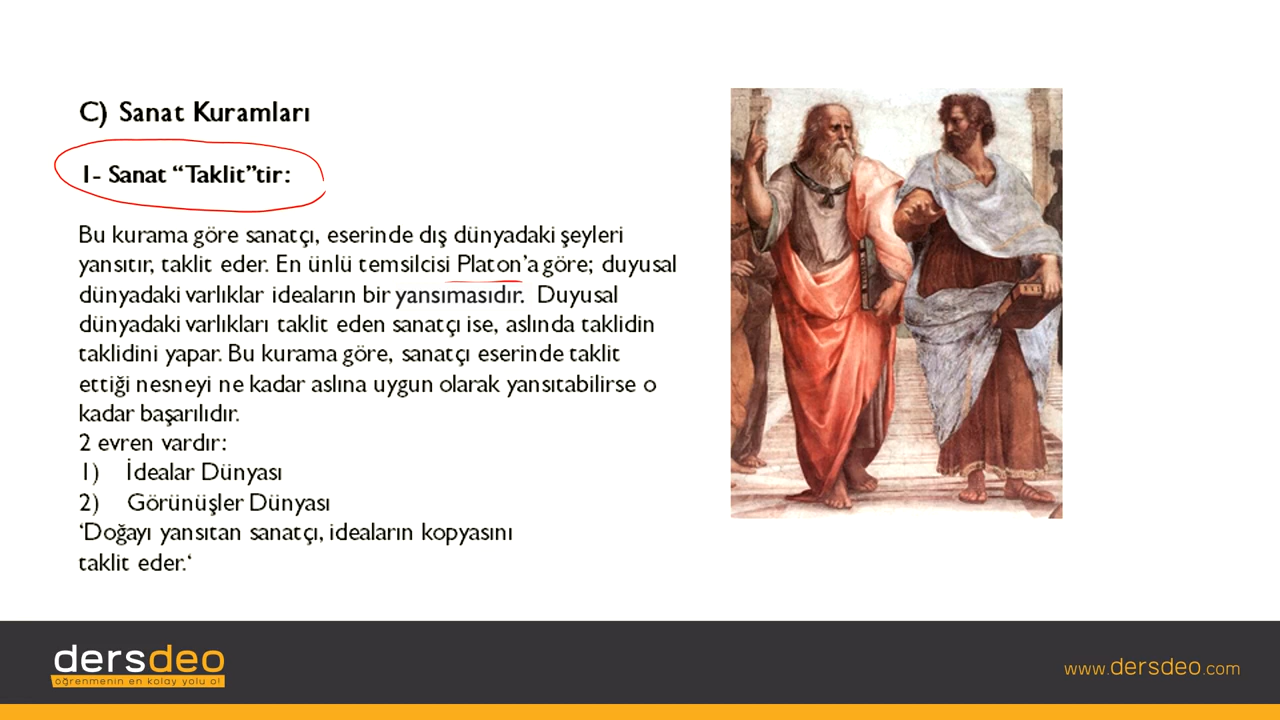 C) Sanat Kuramları
1- Sanat “Taklit”tir:
Bu kurama göre sanatçı, eserinde dış dünyadaki şeyleri
yansıtır, taklit eder. En ünlü temsilcisi Platon’a göre; duyusal
dünyadaki varlıklar ideaların bir yansımasıdır. Duyusal
dünyadaki varlıkları taklit eden sanatçı ise, aslında taklidin
taklidini yapar. Bu kurama göre, sanatçı eserinde taklit
ettiği nesneyi ne kadar aslına uygun olarak yansıtabilirse o
kadar başarılıdır.
2 evren vardır:
1) İdealar Dünyası
2) Görünüşler Dünyası
‘Doğayı yansıtan sanatçı, ideaların kopyasını
taklit eder.‘
dersdeo
öğrenmenin en kolay yolu o!
www.dersdeo.com